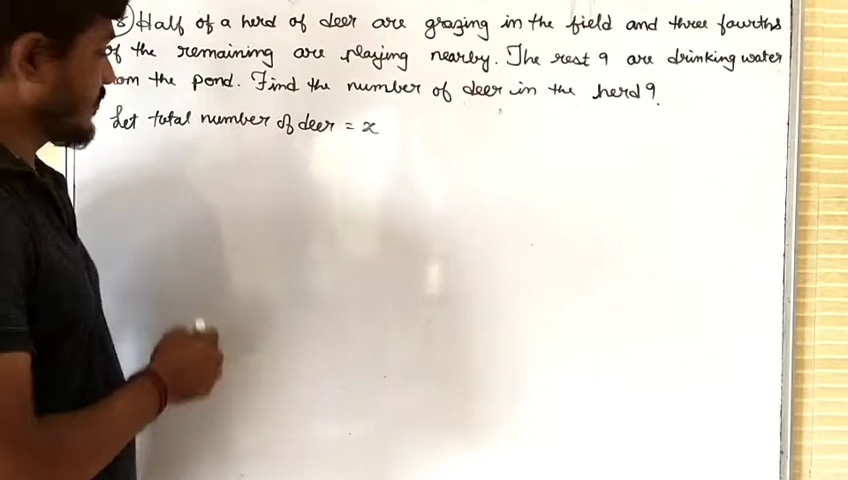 8) Half of a herd of deer are grazing in the field and three fourths
of the remaining are playing nearby. The rest 9 are drinking water
from the pond. Find the number of deer in the herd?
Let total number of deer = x